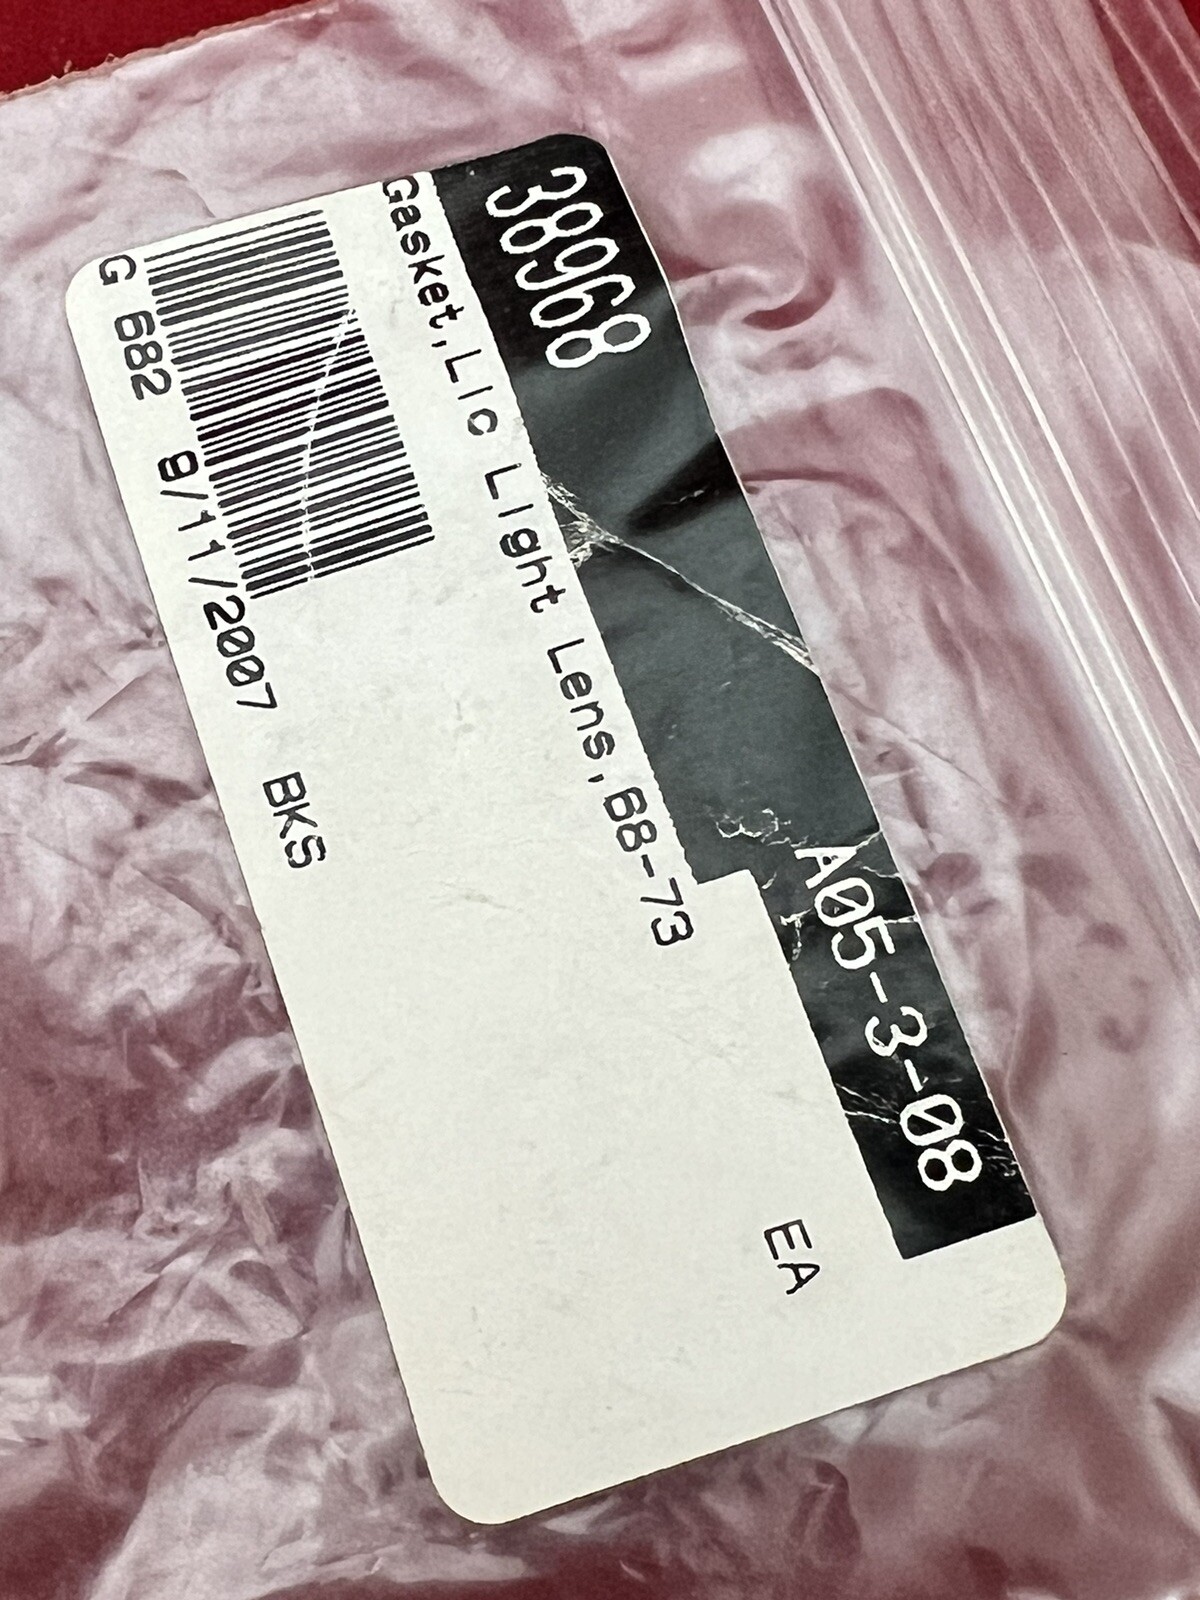 38968 A05-3-08
Gasket,Lic Light Lens,68-73
EA
G 682 9/11/2007 BKS